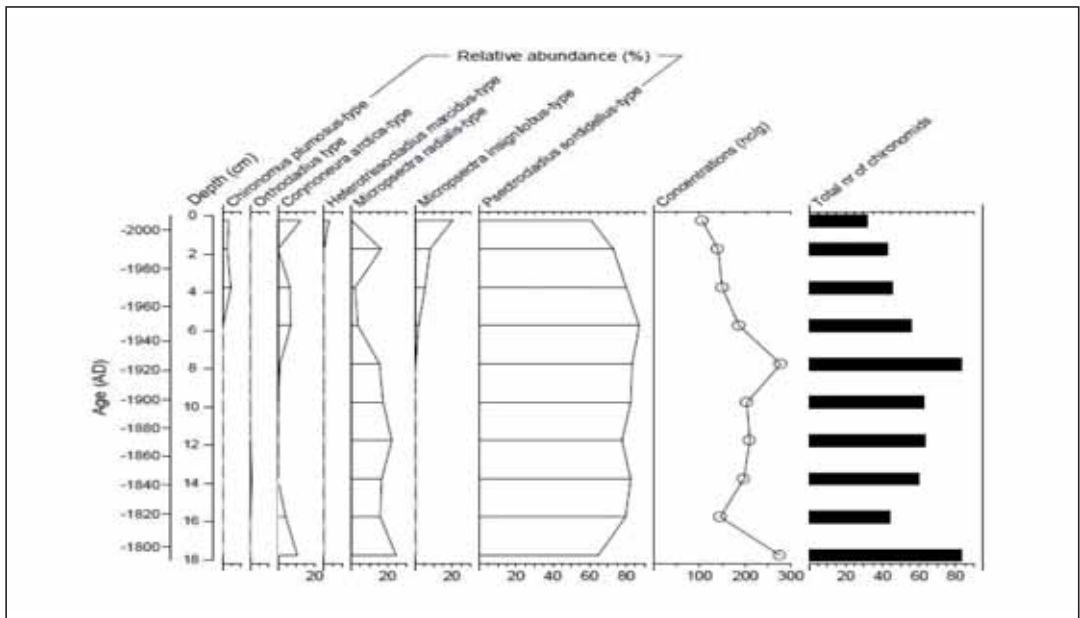 Relative abundance (%)
Depth (cm)
Chironomus plumosus-type
Orthocladius type
Corynoneura arctica-type
Heterotrissocladius marcidus-type
Micropsectra radialis-type
Micropsectra insignilobus-type
Psectrocladius sordidellus-type
Concentrations (hc/g)
Total nr of chironomids
Age (AD)
-2000
-1980
-1960
-1940
-1920
-1900
-1880
-1860
-1840
-1820
-1800
0
2
4
6
8
10
12
14
16
18
20 20 20 20 40 60 80 100 200 300 20 40 60 80